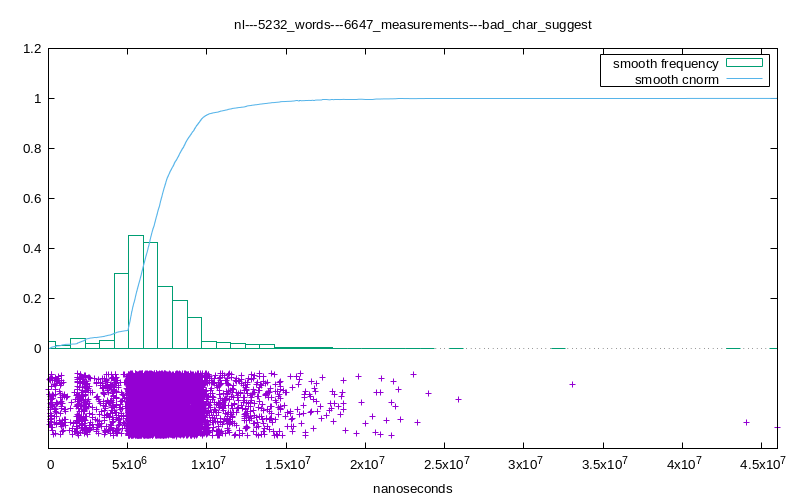 nl---5232_words---6647_measurements---bad_char_suggest
1.2
smooth frequency
smooth cnorm
1
0.8
0.6
0.4
0.2
0
0 5x10^6 1x10^7 1.5x10^7 2x10^7 2.5x10^7 3x10^7 3.5x10^7 4x10^7 4.5x10^7
nanoseconds